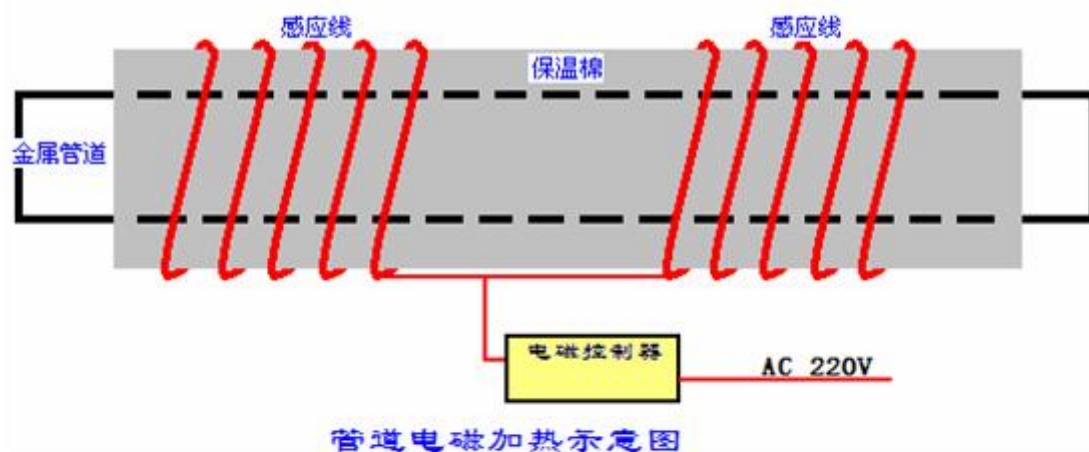 感应线
感应线
保温棉
金属管道
电磁控制器
AC 220V
管道电磁加热示意图